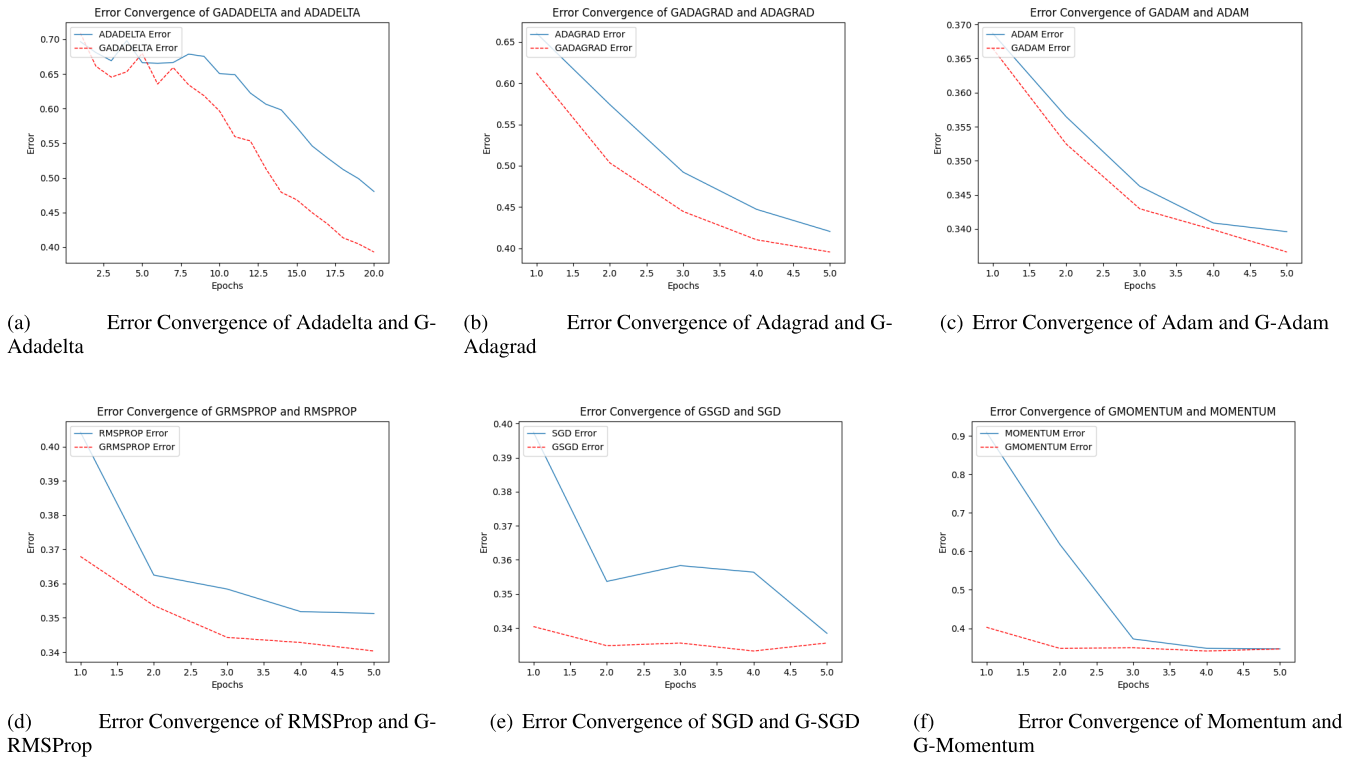 Error Convergence of GADADELTA and ADADELTA
ADADELTA Error
GADADELTA Error
0.70
0.65
0.60
0.55
0.50
0.45
0.40
Error
2.5 5.0 7.5 10.0 12.5 15.0 17.5 20.0
Epochs
(a) Error Convergence of Adadelta and G-
Adadelta
Error Convergence of GADAGRAD and ADAGRAD
ADAGRAD Error
GADAGRAD Error
0.65
0.60
0.55
0.50
0.45
0.40
Error
1.0 1.5 2.0 2.5 3.0 3.5 4.0 4.5 5.0
Epochs
(b) Error Convergence of Adagrad and G-
Adagrad
Error Convergence of GADAM and ADAM
ADAM Error
GADAM Error
0.370
0.365
0.360
0.355
0.350
0.345
0.340
Error
1.0 1.5 2.0 2.5 3.0 3.5 4.0 4.5 5.0
Epochs
(c) Error Convergence of Adam and G-Adam
Error Convergence of GRMSPROP and RMSPROP
RMSPROP Error
GRMSPROP Error
0.40
0.39
0.38
0.37
0.36
0.35
0.34
Error
1.0 1.5 2.0 2.5 3.0 3.5 4.0 4.5 5.0
Epochs
(d) Error Convergence of RMSProp and G-
RMSProp
Error Convergence of GSGD and SGD
SGD Error
GSGD Error
0.40
0.39
0.38
0.37
0.36
0.35
0.34
Error
1.0 1.5 2.0 2.5 3.0 3.5 4.0 4.5 5.0
Epochs
(e) Error Convergence of SGD and G-SGD
Error Convergence of GMOMENTUM and MOMENTUM
MOMENTUM Error
GMOMENTUM Error
0.9
0.8
0.7
0.6
0.5
0.4
Error
1.0 1.5 2.0 2.5 3.0 3.5 4.0 4.5 5.0
Epochs
(f) Error Convergence of Momentum and
G-Momentum